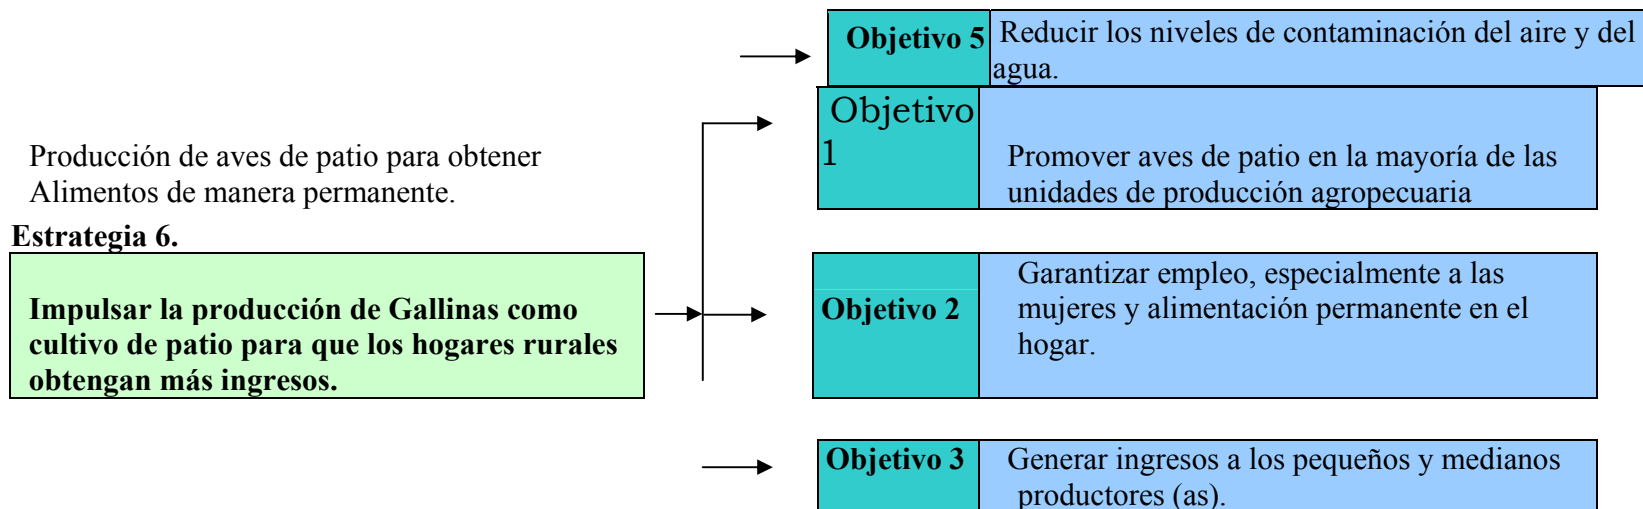 Objetivo 5
Reducir los niveles de contaminación del aire y del
agua.
Objetivo
1
Promover aves de patio en la mayoría de las
unidades de producción agropecuaria
Producción de aves de patio para obtener
Alimentos de manera permanente.
Estrategia 6.
Impulsar la producción de Gallinas como
cultivo de patio para que los hogares rurales
obtengan más ingresos.
Objetivo 2
Garantizar empleo, especialmente a las
mujeres y alimentación permanente en el
hogar.
Objetivo 3
Generar ingresos a los pequeños y medianos
productores (as).